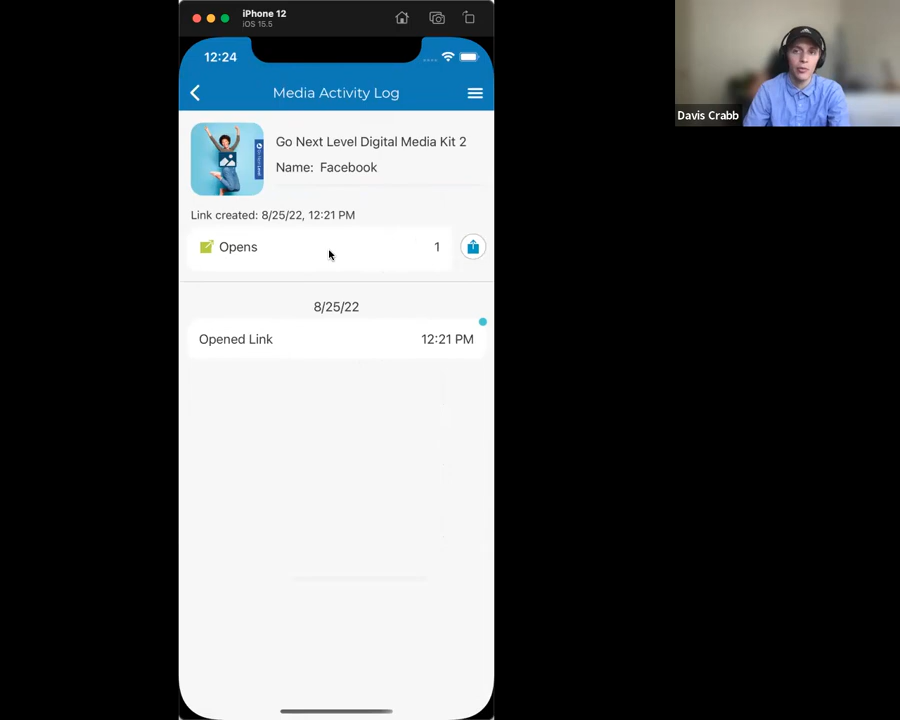 iPhone 12
iOS 15.5
12:24
Media Activity Log
Go Next Level Digital Media Kit 2
Name: Facebook
Link created: 8/25/22, 12:21 PM
Opens 1
8/25/22
Opened Link 12:21 PM
Davis Crabb